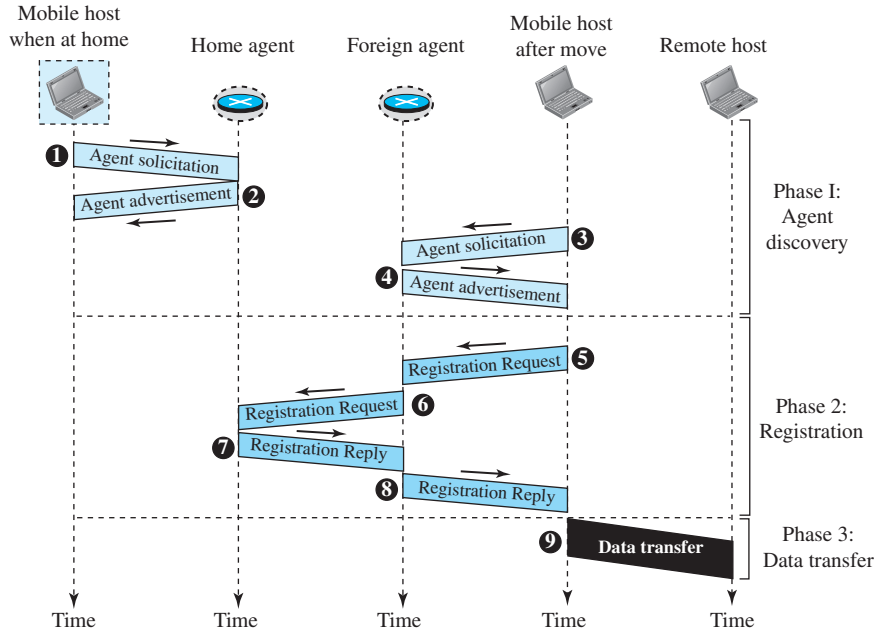 Mobile host
when at home
Home agent
Foreign agent
Mobile host
after move
Remote host
1
Agent solicitation
Agent advertisement
2
Agent solicitation
3
4
Agent advertisement
Phase I:
Agent
discovery
Registration Request
5
Registration Request
6
7
Registration Reply
8
Registration Reply
Phase 2:
Registration
9
Data transfer
Phase 3:
Data transfer
Time
Time
Time
Time
Time